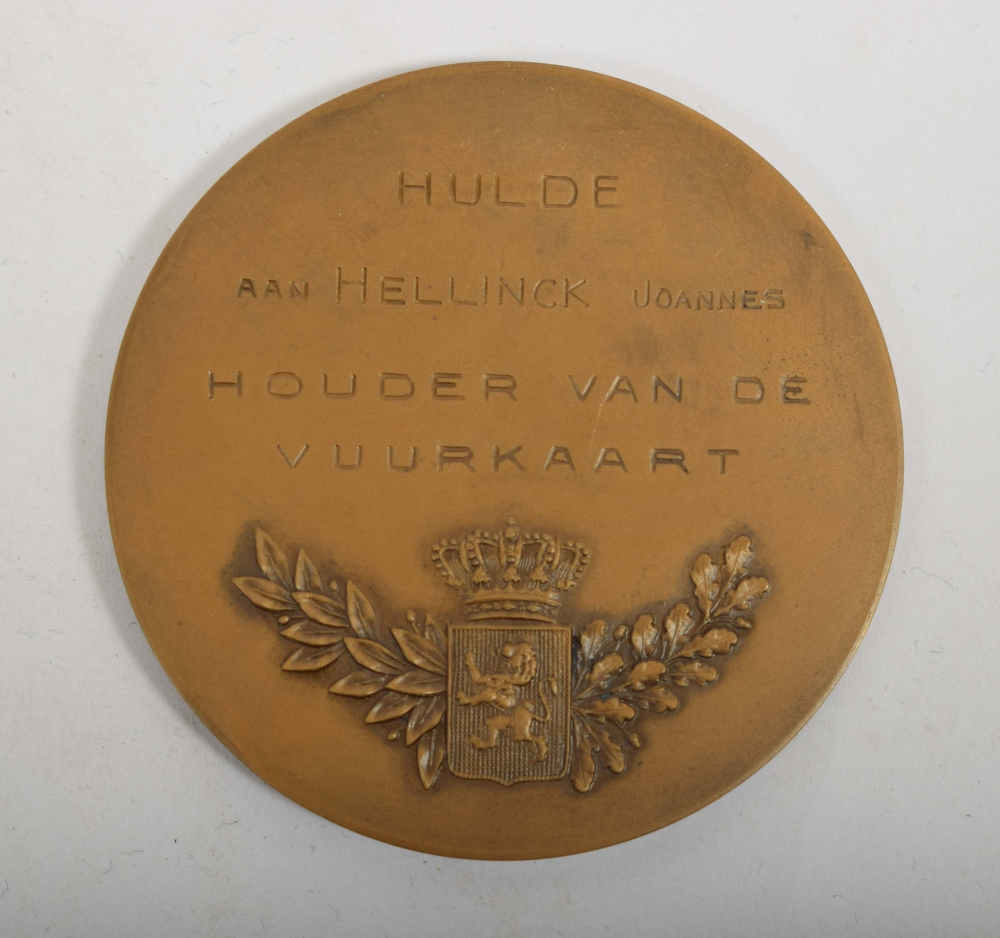 HULDE
AAN HELLINCK JOANNES
HOUDER VAN DE
VUURKAART